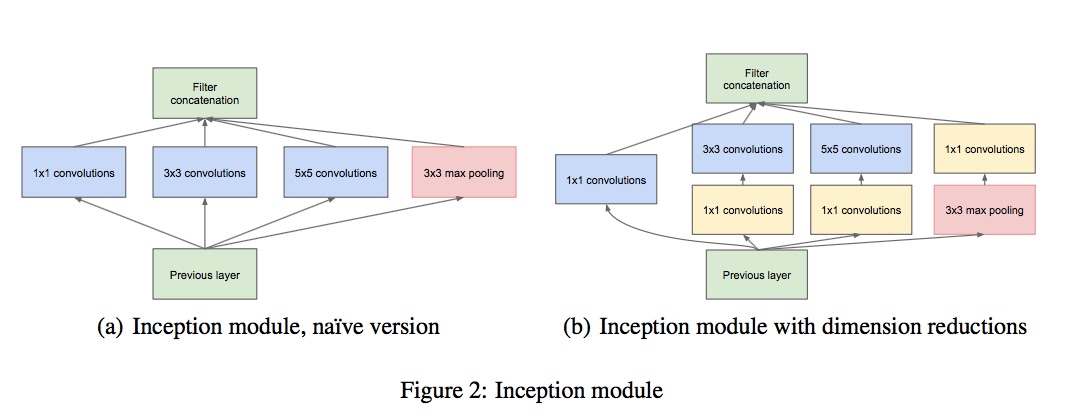 Filter
concatenation
1x1 convolutions
3x3 convolutions
5x5 convolutions
3x3 max pooling
Previous layer
(a) Inception module, naïve version
Filter
concatenation
3x3 convolutions
5x5 convolutions
1x1 convolutions
1x1 convolutions
1x1 convolutions
1x1 convolutions
3x3 max pooling
Previous layer
(b) Inception module with dimension reductions
Figure 2: Inception module